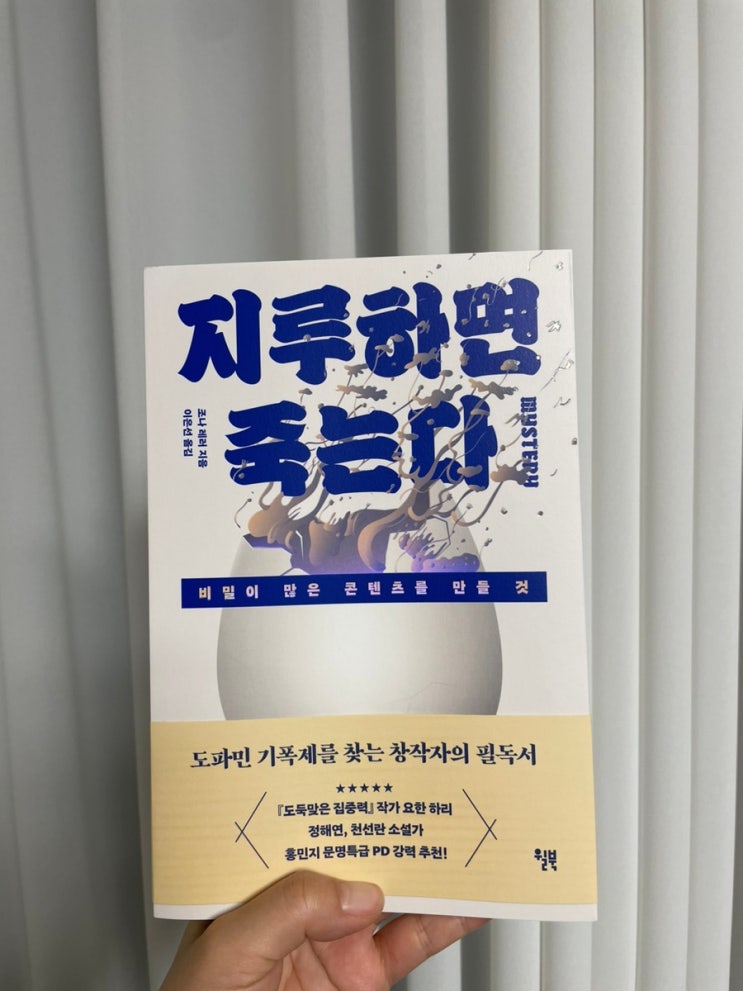 지루하면
죽는다
MYSTERY
조나 레러 지음
이은선 옮김
비밀이 많은 콘텐츠를 만들 것
도파민 기폭제를 찾는 창작자의 필독서
★★★★★
『도둑맞은 집중력』 작가 요한 하리
정해연, 천선란 소설가
홍민지 문명특급 PD 강력 추천!
윌북